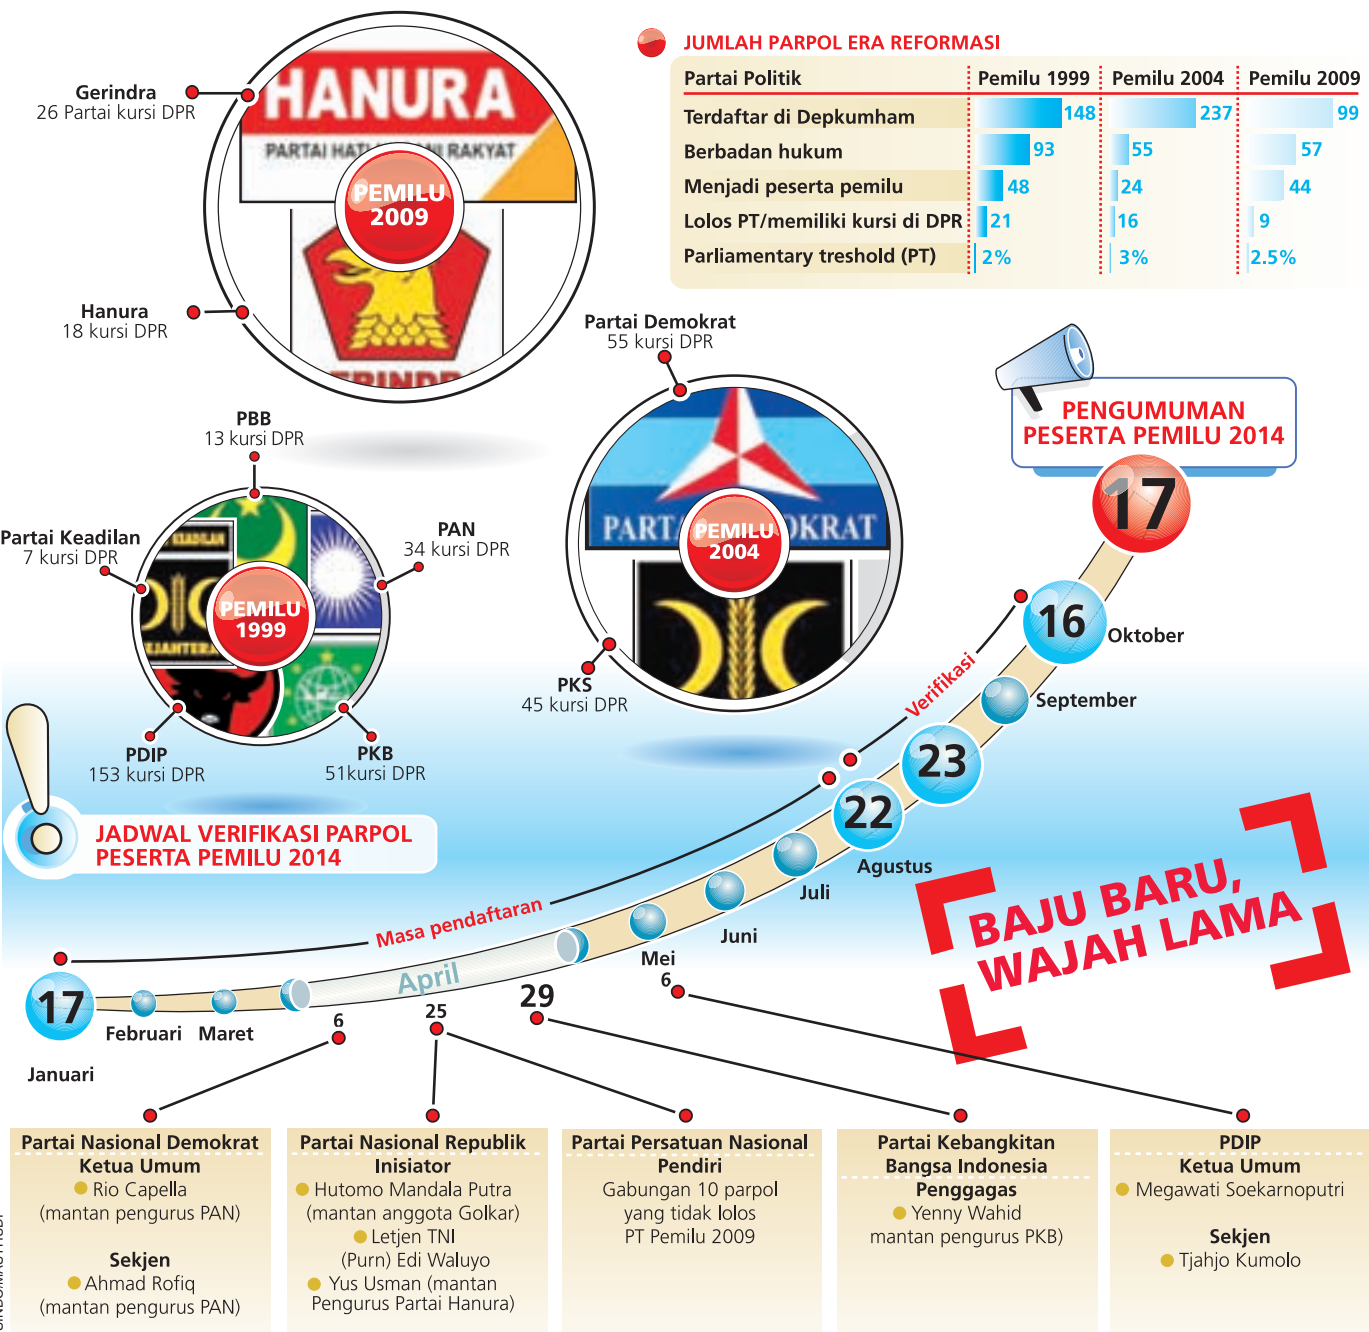 JUMLAH PARPOL ERA REFORMASI
Partai Politik Pemilu 1999 Pemilu 2004 Pemilu 2009
Terdaftar di Depkumham 148 237 99
Berbadan hukum 93 55 57
Menjadi peserta pemilu 48 24 44
Lolos PT/memiliki kursi di DPR 21 16 9
Parliamentary treshold (PT) 2% 3% 2.5%
Gerindra
26 Partai kursi DPR
HANURA
PARTAI HATI NURANI RAKYAT
PEMILU
2009
Hanura
18 kursi DPR
Partai Demokrat
55 kursi DPR
PEMILU
2004
PKS
45 kursi DPR
PBB
13 kursi DPR
Partai Keadilan
7 kursi DPR
PAN
34 kursi DPR
KEADILAN
PEMILU
1999
PDIP
153 kursi DPR
PKB
51kursi DPR
PENGUMUMAN
PESERTA PEMILU 2014
17
16
Oktober
September
Verifikasi
23
22
Agustus
Juli
Juni
Mei
6
JADWAL VERIFIKASI PARPOL
PESERTA PEMILU 2014
Masa pendaftaran
April
17
Januari
Februari
Maret
6
25
29
BAJU BARU,
WAJAH LAMA
Partai Nasional Demokrat
Ketua Umum
Rio Capella
(mantan pengurus PAN)
Sekjen
Ahmad Rofiq
(mantan pengurus PAN)
Partai Nasional Republik
Inisiator
Hutomo Mandala Putra
(mantan anggota Golkar)
Letjen TNI
(Purn) Edi Waluyo
Yus Usman (mantan
Pengurus Partai Hanura)
Partai Persatuan Nasional
Pendiri
Gabungan 10 parpol
yang tidak lolos
PT Pemilu 2009
Partai Kebangkitan
Bangsa Indonesia
Penggagas
Yenny Wahid
mantan pengurus PKB)
PDIP
Ketua Umum
Megawati Soekarnoputri
Sekjen
Tjahjo Kumolo